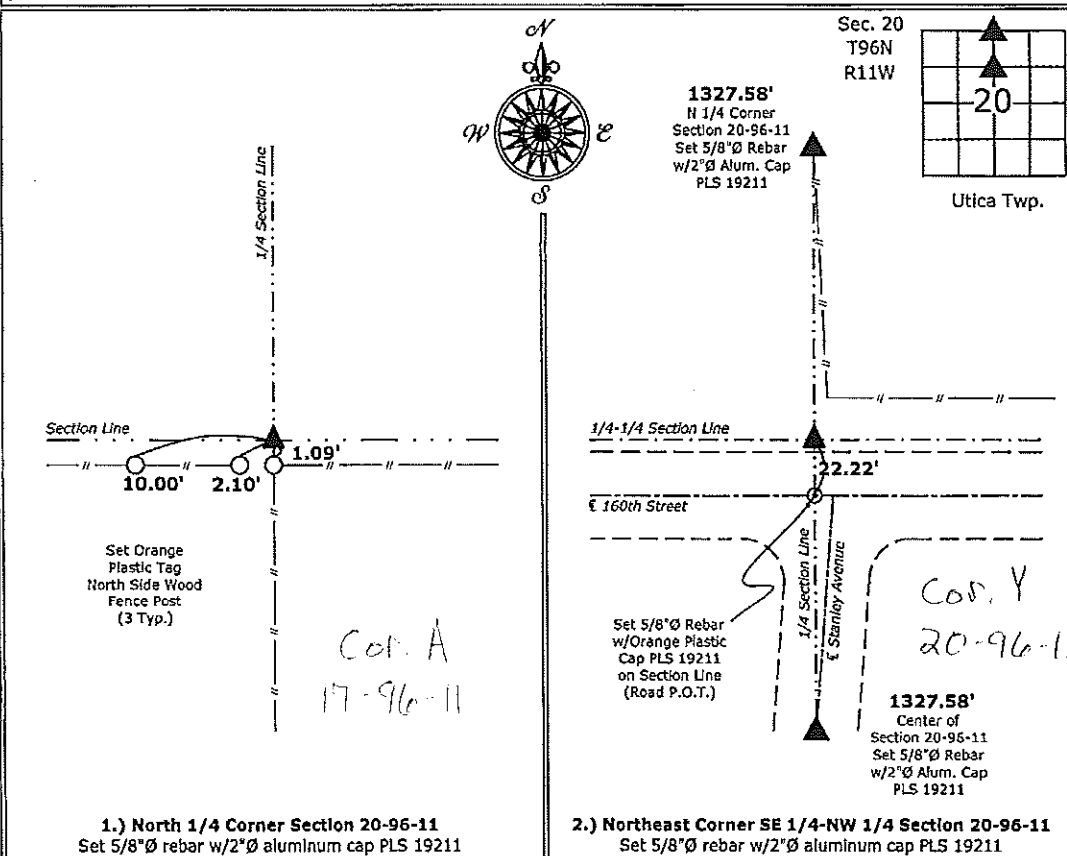 N
W
E
S
Sec. 20
T96N
R11W
20
Utica Twp.
1/4 Section Line
Section Line
1.09'
10.00'
2.10'
Set Orange
Plastic Tag
North Side Wood
Fence Post
(3 Typ.)
Cor. A
17-96-11
1.) North 1/4 Corner Section 20-96-11
Set 5/8"Ø rebar w/2"Ø aluminum cap PLS 19211
1327.58'
N 1/4 Corner
Section 20-96-11
Set 5/8"Ø Rebar
w/2"Ø Alum. Cap
PLS 19211
1/4-1/4 Section Line
22.22'
℄ 160th Street
1/4 Section Line
℄ Stanley Avenue
Set 5/8"Ø Rebar
w/Orange Plastic
Cap PLS 19211
on Section Line
(Road P.O.T.)
Cor. Y
20-96-1
1327.58'
Center of
Section 20-96-11
Set 5/8"Ø Rebar
w/2"Ø Alum. Cap
PLS 19211
2.) Northeast Corner SE 1/4-NW 1/4 Section 20-96-11
Set 5/8"Ø rebar w/2"Ø aluminum cap PLS 19211